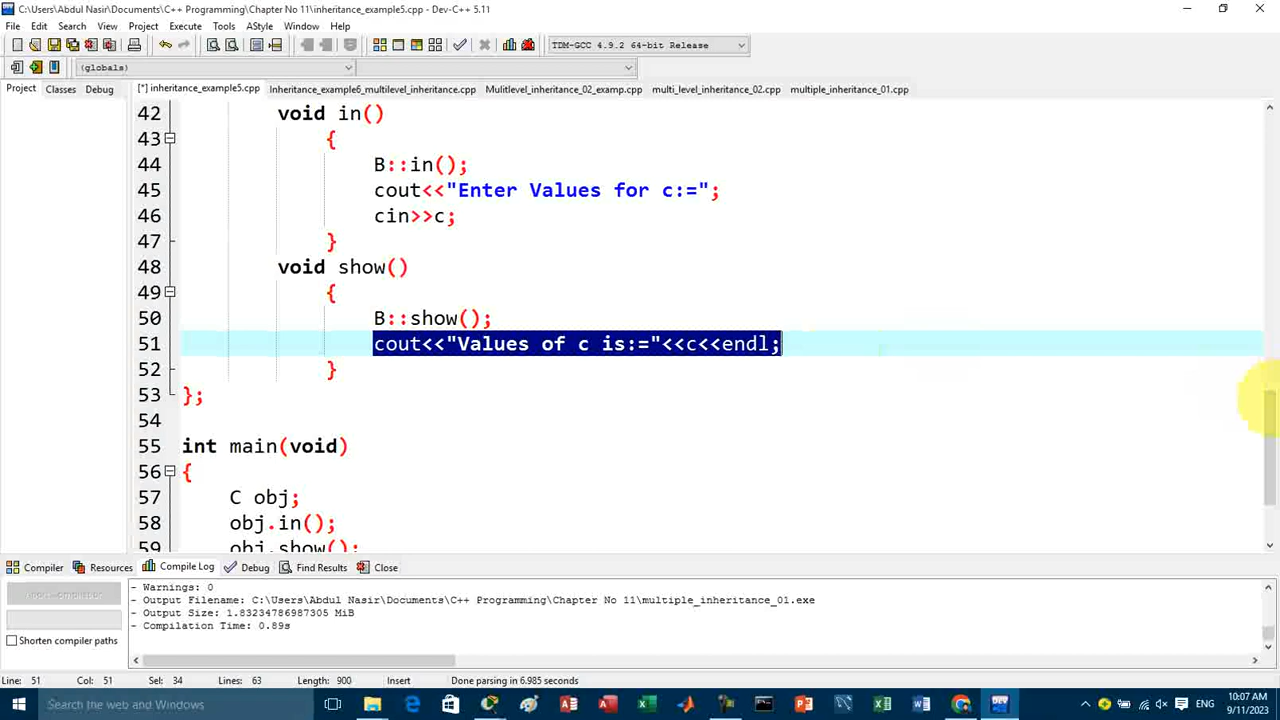 C:\Users\Abdul Nasir\Documents\C++ Programming\Chapter No 11\inheritance_example5.cpp - Dev-C++ 5.11
File Edit Search View Project Execute Tools AStyle Window Help
TDM-GCC 4.9.2 64-bit Release
(globals)
Project Classes Debug [*] inheritance_example5.cpp Inheritance_example6_multilevel_inheritance.cpp Mulitlevel_inheritance_02_examp.cpp multi_level_inheritance_02.cpp multiple_inheritance_01.cpp
42 void in()
43 {
44 B::in();
45 cout<<"Enter Values for c:=";
46 cin>>c;
47 }
48 void show()
49 {
50 B::show();
51 cout<<"Values of c is:="<<c<<endl;
52 }
53 };
54
55 int main(void)
56 {
57 C obj;
58 obj.in();
59 obj.show();
Compiler Resources Compile Log Debug Find Results Close
- Warnings: 0
- Output Filename: C:\Users\Abdul Nasir\Documents\C++ Programming\Chapter No 11\multiple_inheritance_01.exe
- Output Size: 1.83234786987305 MiB
- Compilation Time: 0.89s
Shorten compiler paths
Line: 51 Col: 51 Sel: 34 Lines: 63 Length: 900 Insert Done parsing in 6.985 seconds
Search the web and Windows
ENG
10:07 AM
9/11/2023